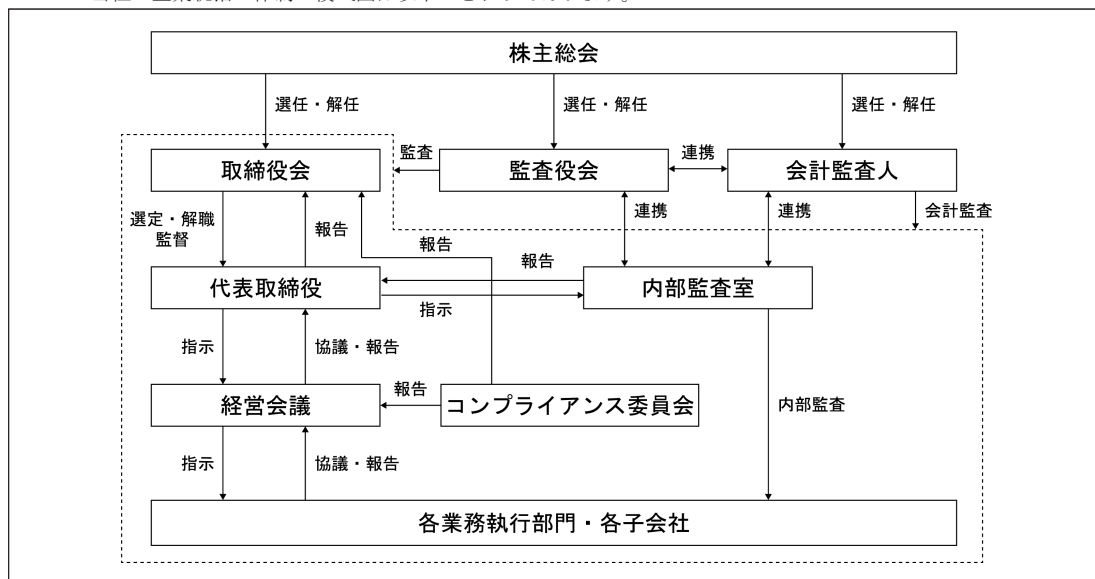 株主総会
選任・解任
選任・解任
選任・解任
取締役会
監査
監査役会
連携
会計監査人
選定・解職
監督
報告
報告
連携
連携
会計監査
代表取締役
報告
指示
内部監査室
指示
協議・報告
経営会議
報告
コンプライアンス委員会
内部監査
指示
協議・報告
各業務執行部門・各子会社